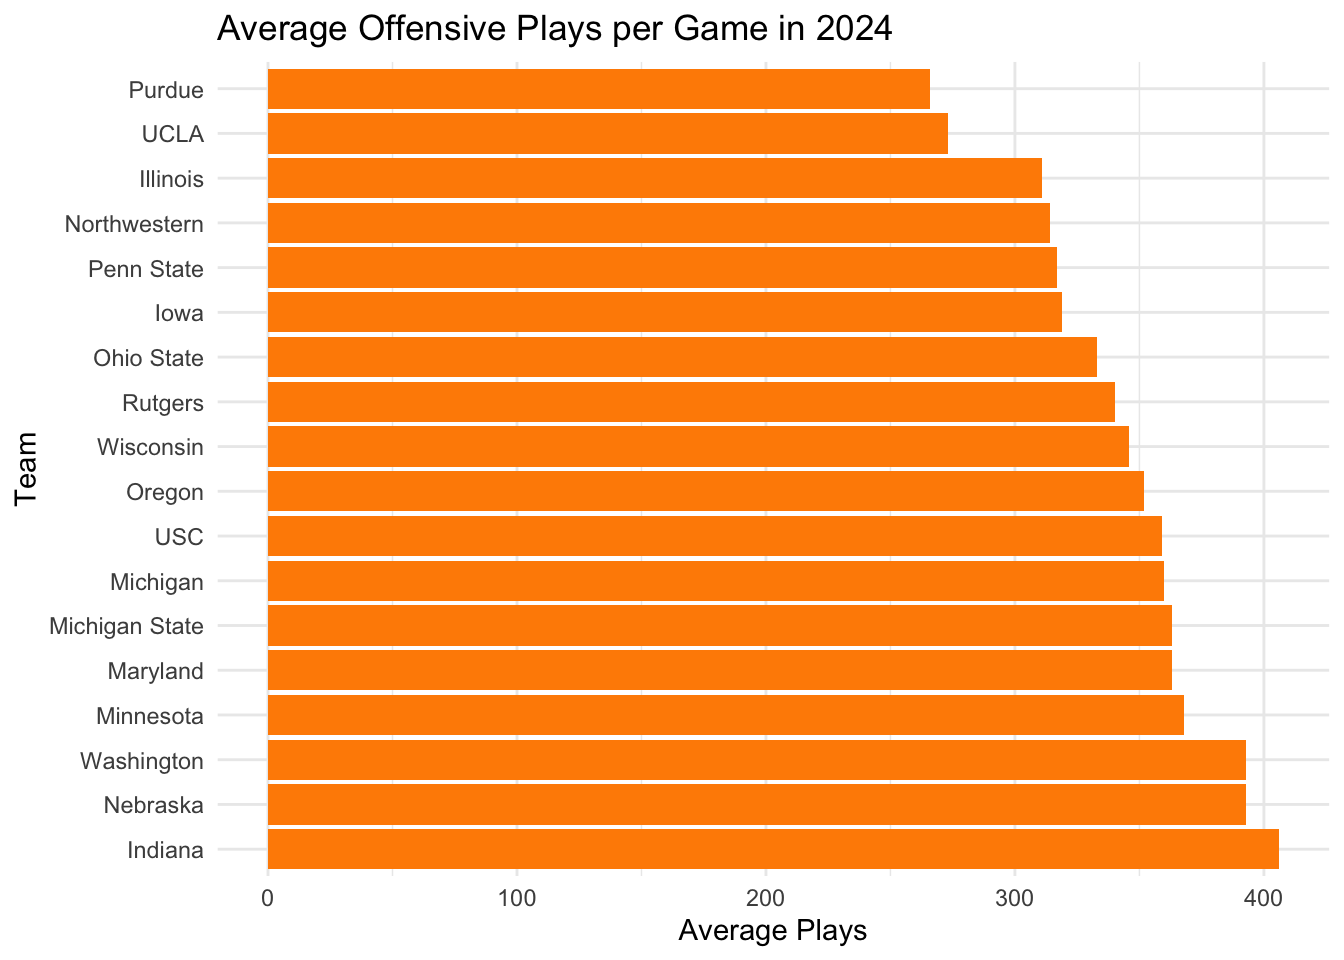 Average Offensive Plays per Game in 2024
Purdue
UCLA
Illinois
Northwestern
Penn State
Iowa
Ohio State
Rutgers
Wisconsin
Oregon
USC
Michigan
Michigan State
Maryland
Minnesota
Washington
Nebraska
Indiana
Team
0 100 200 300 400
Average Plays